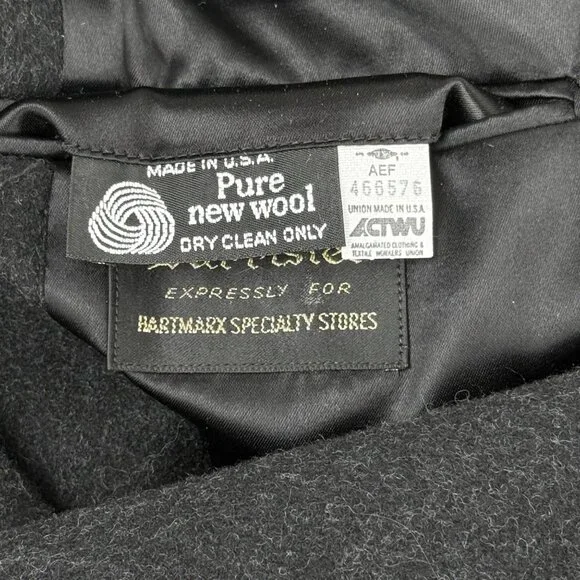 MADE IN U.S.A.
Pure
new wool
DRY CLEAN ONLY
AEF
466576
UNION MADE IN U.S.A.
ACTWU
AMALGAMATED CLOTHING &
TEXTILE WORKERS UNION
Barrister
EXPRESSLY FOR
HARTMARX SPECIALTY STORES